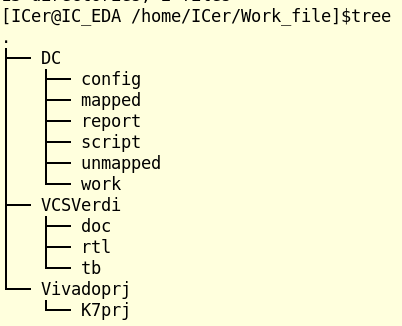 [ICer@IC_EDA /home/ICer/Work_file]$tree
.
├── DC
│   ├── config
│   ├── mapped
│   ├── report
│   ├── script
│   ├── unmapped
│   └── work
├── VCSVerdi
│   ├── doc
│   ├── rtl
│   └── tb
└── Vivadoprj
    └── K7prj